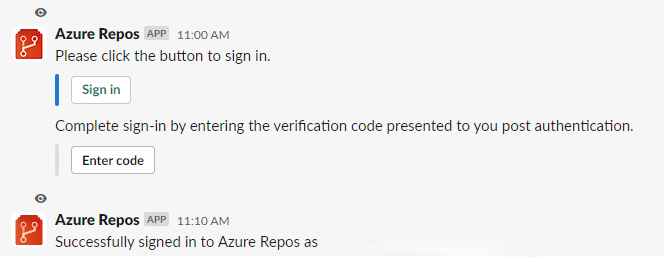 Azure Repos APP 11:00 AM
Please click the button to sign in.
Sign in
Complete sign-in by entering the verification code presented to you post authentication.
Enter code
Azure Repos APP 11:10 AM
Successfully signed in to Azure Repos as